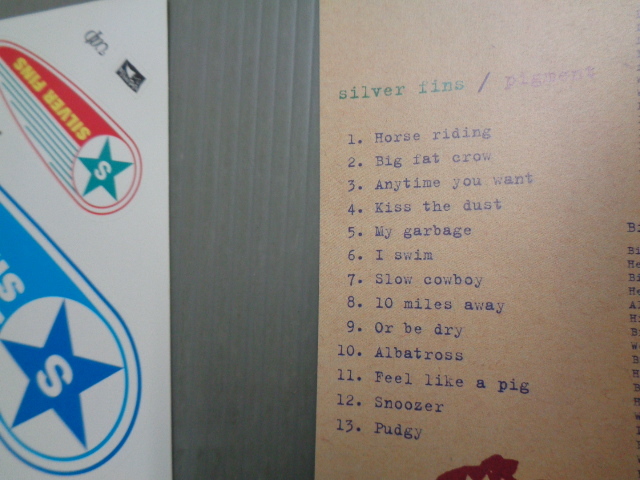 SILVER FINS
S
S
silver fins / pigment
1. Horse riding
2. Big fat crow
3. Anytime you want
4. Kiss the dust
5. My garbage
6. I swim
7. Slow cowboy
8. 10 miles away
9. Or be dry
10. Albatross
11. Feel like a pig
12. Snoozer
13. Pudgy